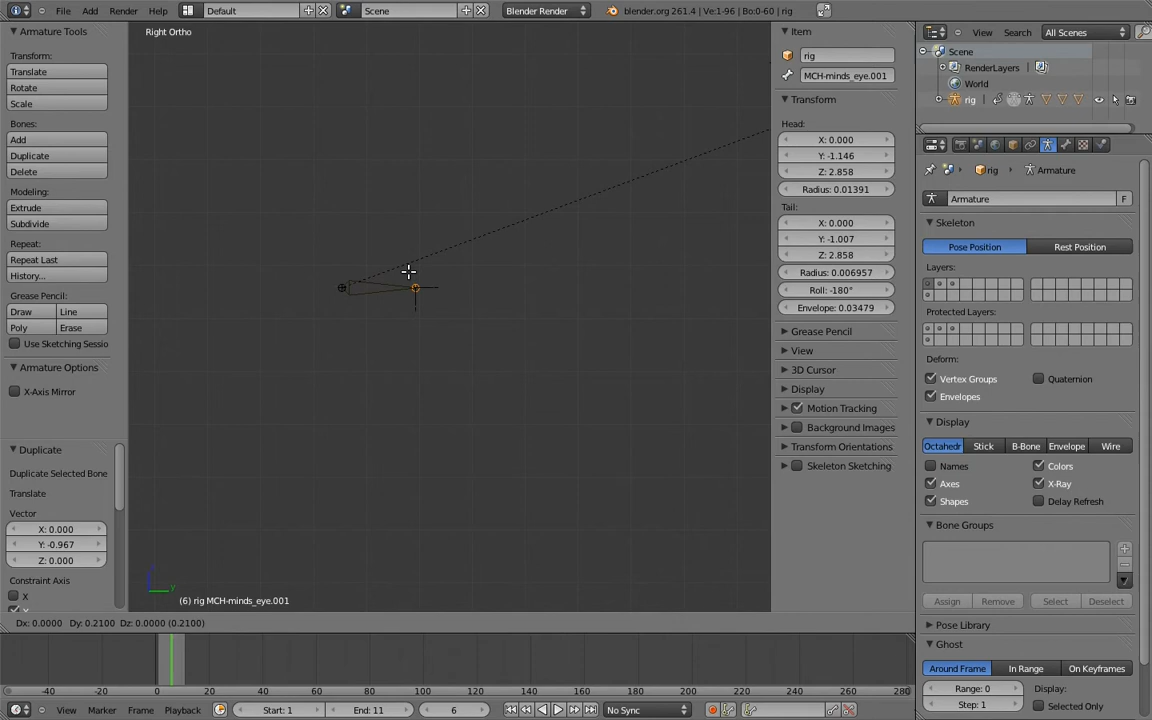 File Add Render Help Default Scene Blender Render blender.org 261.4 | Ve:1-96 | Bo:0-60 | rig
View Search All Scenes
Scene
RenderLayers |
World
rig |
Armature Tools
Transform:
Translate
Rotate
Scale
Bones:
Add
Duplicate
Delete
Modeling:
Extrude
Subdivide
Repeat:
Repeat Last
History...
Grease Pencil:
Draw Line
Poly Erase
Use Sketching Sessio
Armature Options
X-Axis Mirror
Duplicate
Duplicate Selected Bone
Translate
Vector
X: 0.000
Y: -0.967
Z: 0.000
Constraint Axis
X
Right Ortho
z
y
(6) rig MCH-minds_eye.001
Dx: 0.0000 Dy: 0.2100 Dz: 0.0000 (0.2100)
Item
rig
MCH-minds_eye.001
Transform
Head:
X: 0.000
Y: -1.146
Z: 2.858
Radius: 0.01391
Tail:
X: 0.000
Y: -1.007
Z: 2.858
Radius: 0.006957
Roll: -180°
Envelope: 0.03479
Grease Pencil
View
3D Cursor
Display
Motion Tracking
Background Images
Transform Orientations
Skeleton Sketching
rig Armature
Armature F
Skeleton
Pose Position Rest Position
Layers:
Protected Layers:
Deform:
Vertex Groups Quaternion
Envelopes
Display
Octahedr Stick B-Bone Envelope Wire
Names Colors
Axes X-Ray
Shapes Delay Refresh
Bone Groups
Assign Remove Select Deselect
Pose Library
Ghost
Around Frame In Range On Keyframes
Range: 0 Display:
Step: 1 Selected Only
-40 -20 0 20 40 60 80 100 120 140 160 180 200 220 240 260 280
View Marker Frame Playback Start: 1 End: 11 6 No Sync